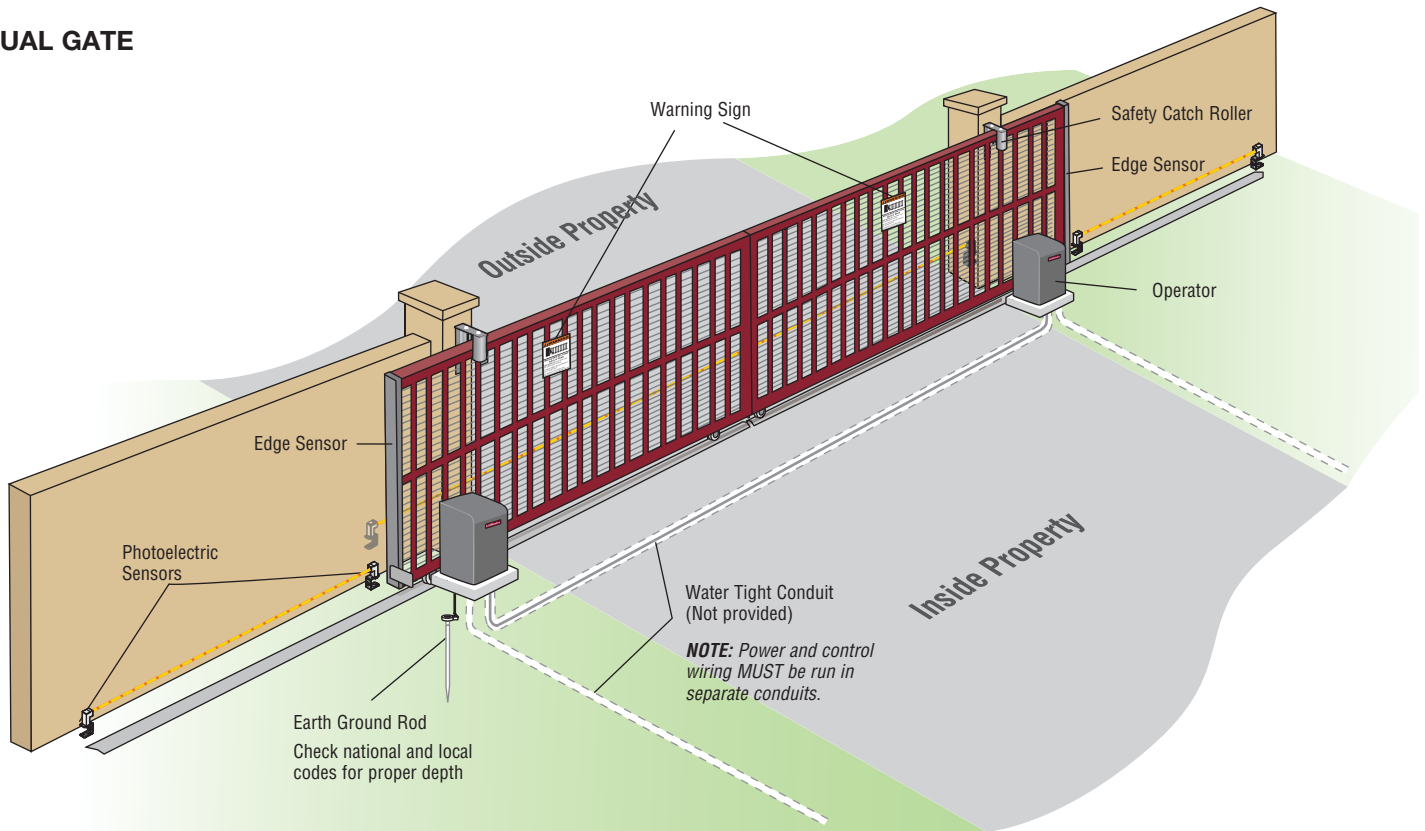 UAL GATE
Warning Sign
Safety Catch Roller
Edge Sensor
Outside Property
Operator
Edge Sensor
Photoelectric
Sensors
Water Tight Conduit
(Not provided)
NOTE: Power and control
wiring MUST be run in
separate conduits.
Inside Property
Earth Ground Rod
Check national and local
codes for proper depth